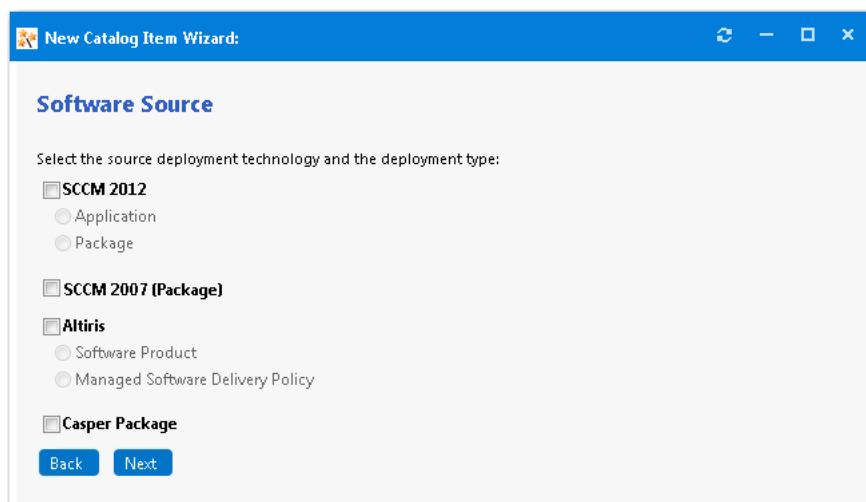 New Catalog Item Wizard:
Software Source
Select the source deployment technology and the deployment type:
SCCM 2012
Application
Package
SCCM 2007 (Package)
Altiris
Software Product
Managed Software Delivery Policy
Casper Package
Back Next